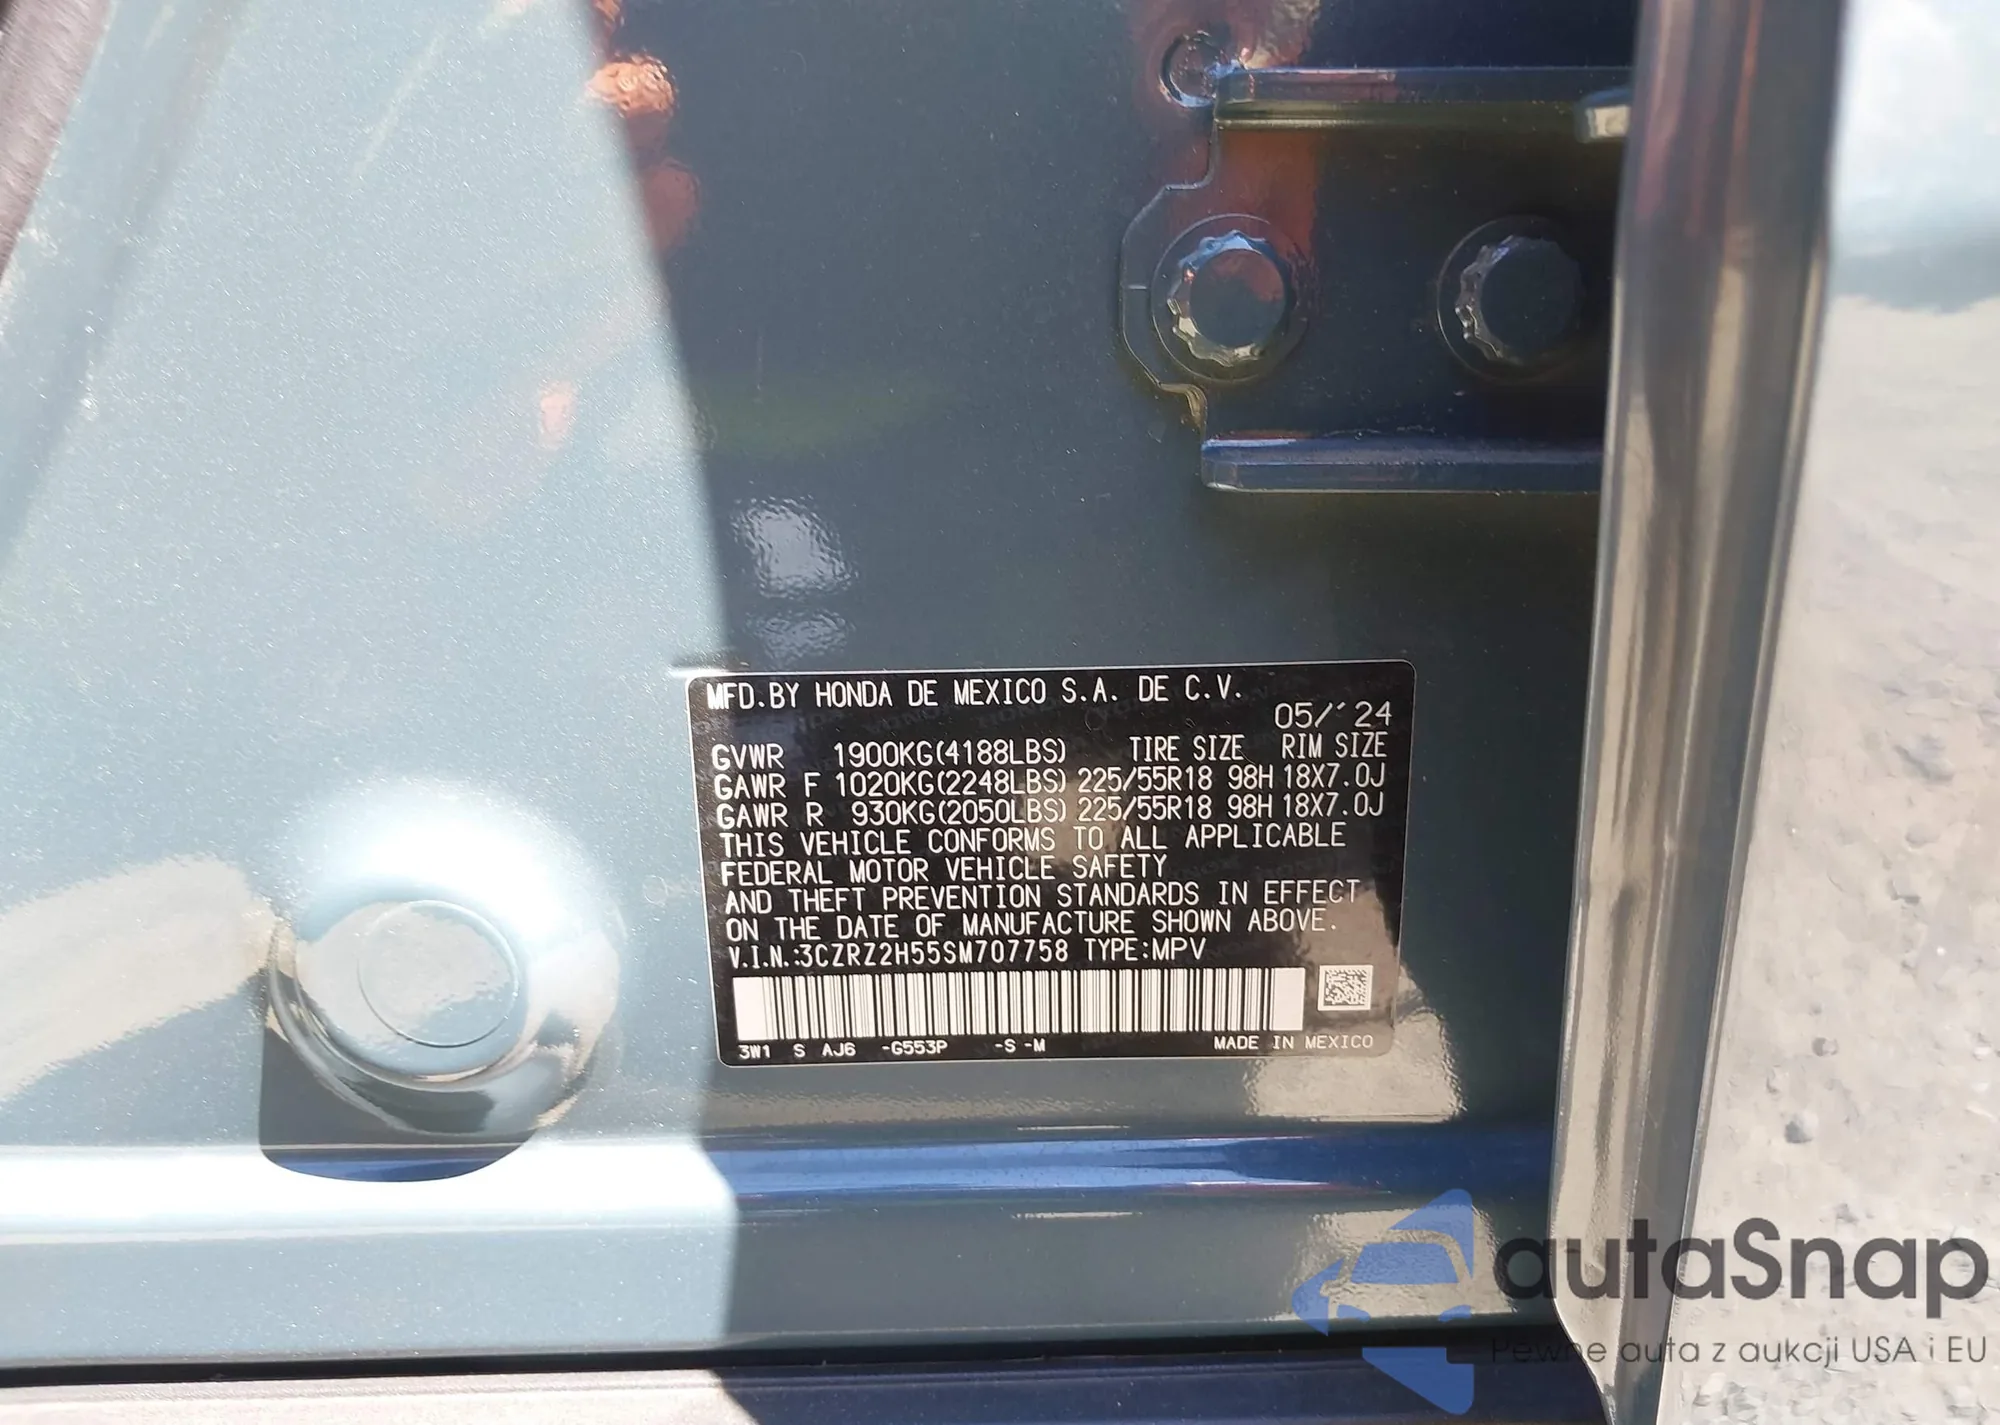 MFD.BY HONDA DE MEXICO S.A. DE C.V.
05/'24
GVWR 1900KG(4188LBS) TIRE SIZE RIM SIZE
GAWR F 1020KG(2248LBS) 225/55R18 98H 18X7.0J
GAWR R 930KG(2050LBS) 225/55R18 98H 18X7.0J
THIS VEHICLE CONFORMS TO ALL APPLICABLE
FEDERAL MOTOR VEHICLE SAFETY
AND THEFT PREVENTION STANDARDS IN EFFECT
ON THE DATE OF MANUFACTURE SHOWN ABOVE.
V.I.N.:3CZRZ2H55SM707758 TYPE:MPV
3W1 S AJ6 -G553P -S -M MADE IN MEXICO
autaSnap
Pewne auta z aukcji USA i EU